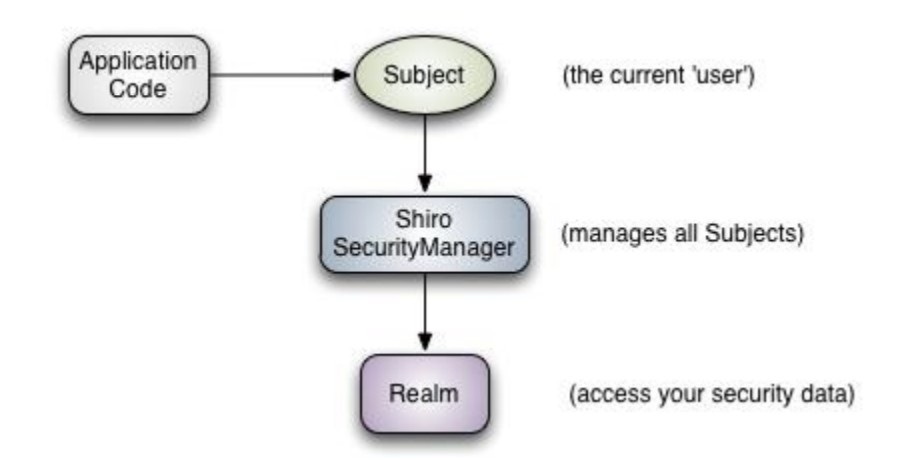 Application
Code
Subject
(the current 'user')
Shiro
SecurityManager
(manages all Subjects)
Realm
(access your security data)